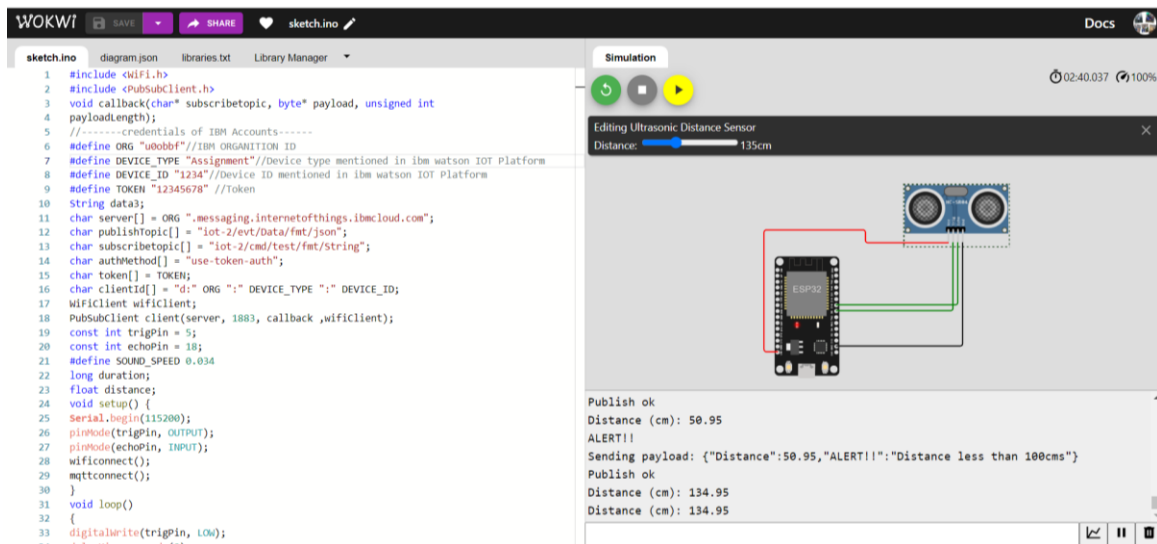 WOKWi SAVE SHARE sketch.ino Docs
sketch.ino diagram.json libraries.txt Library Manager
1 #include <WiFi.h>
2 #include <PubSubClient.h>
3 void callback(char* subscribetopic, byte* payload, unsigned int
4 payloadLength);
5 //-------credentials of IBM Accounts------
6 #define ORG "u0obbf"//IBM ORGANITION ID
7 #define DEVICE_TYPE "Assignment"//Device type mentioned in ibm watson IOT Platform
8 #define DEVICE_ID "1234"//Device ID mentioned in ibm watson IOT Platform
9 #define TOKEN "12345678" //Token
10 String data3;
11 char server[] = ORG ".messaging.internetofthings.ibmcloud.com";
12 char publishTopic[] = "iot-2/evt/Data/fmt/json";
13 char subscribetopic[] = "iot-2/cmd/test/fmt/String";
14 char authMethod[] = "use-token-auth";
15 char token[] = TOKEN;
16 char clientId[] = "d:" ORG ":" DEVICE_TYPE ":" DEVICE_ID;
17 WiFiClient wifiClient;
18 PubSubClient client(server, 1883, callback ,wifiClient);
19 const int trigPin = 5;
20 const int echoPin = 18;
21 #define SOUND_SPEED 0.034
22 long duration;
23 float distance;
24 void setup() {
25 Serial.begin(115200);
26 pinMode(trigPin, OUTPUT);
27 pinMode(echoPin, INPUT);
28 wificonnect();
29 mqttconnect();
30 }
31 void loop()
32 {
33 digitalWrite(trigPin, LOW);
Simulation
02:40.037 100%
Editing Ultrasonic Distance Sensor
Distance: 135cm
ESP32
Publish ok
Distance (cm): 50.95
ALERT!!
Sending payload: {"Distance":50.95,"ALERT!!":"Distance less than 100cms"}
Publish ok
Distance (cm): 134.95
Distance (cm): 134.95